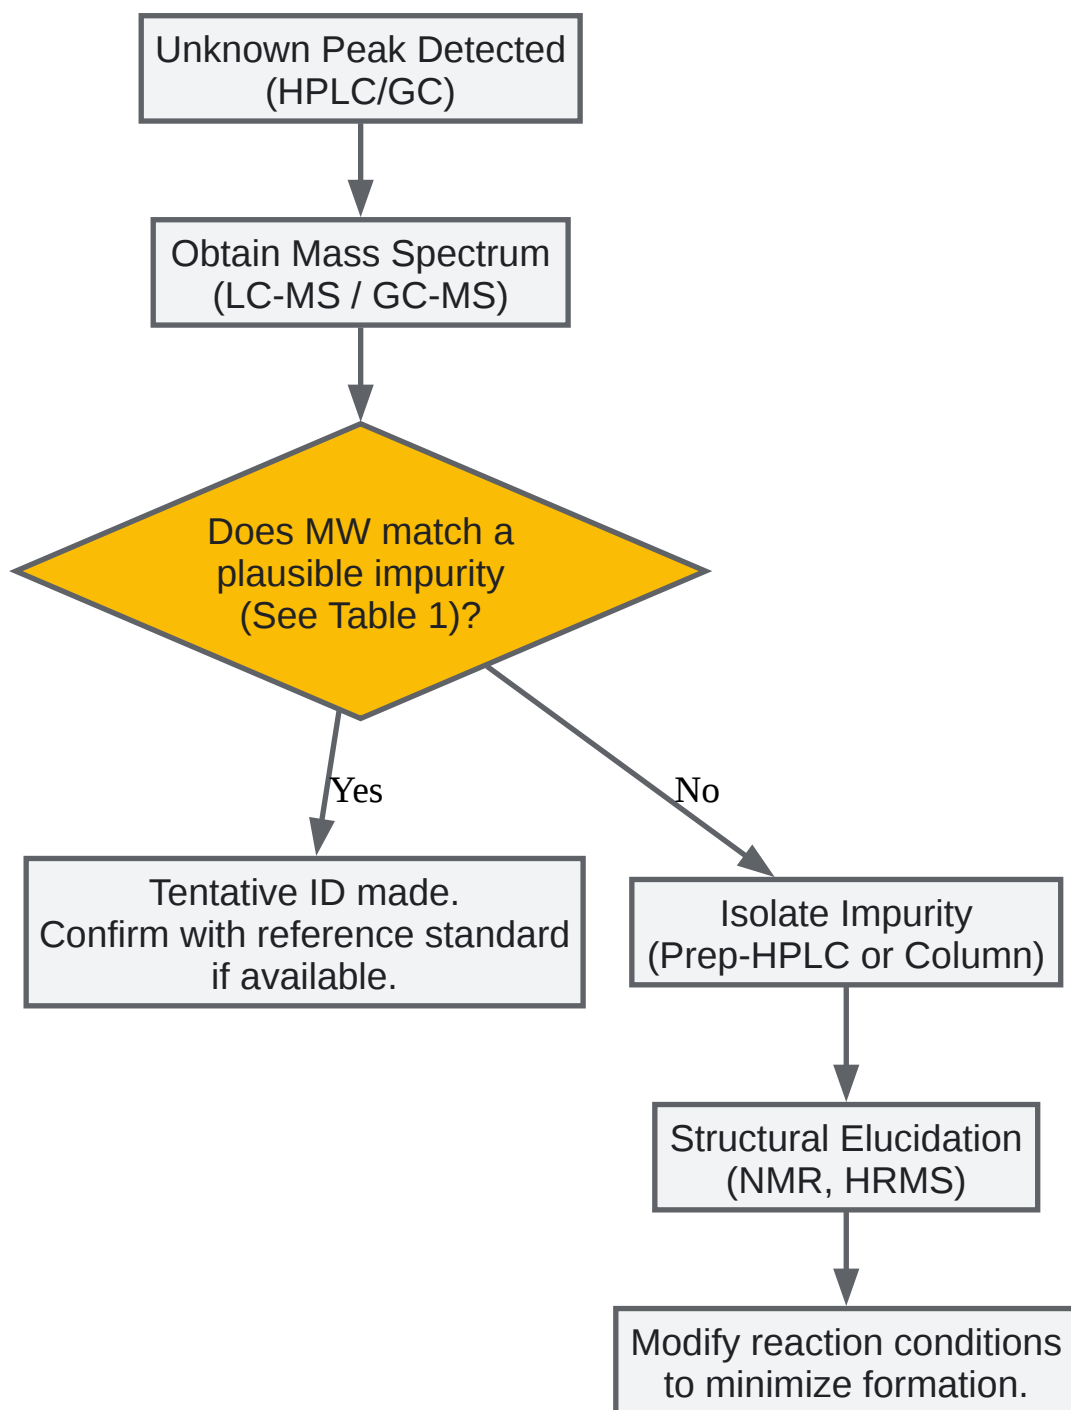 Unknown Peak Detected
(HPLC/GC)
Obtain Mass Spectrum
(LC-MS / GC-MS)
Does MW match a
plausible impurity
(See Table 1)?
Yes
No
Tentative ID made.
Confirm with reference standard
if available.
Isolate Impurity
(Prep-HPLC or Column)
Structural Elucidation
(NMR, HRMS)
Modify reaction conditions
to minimize formation.